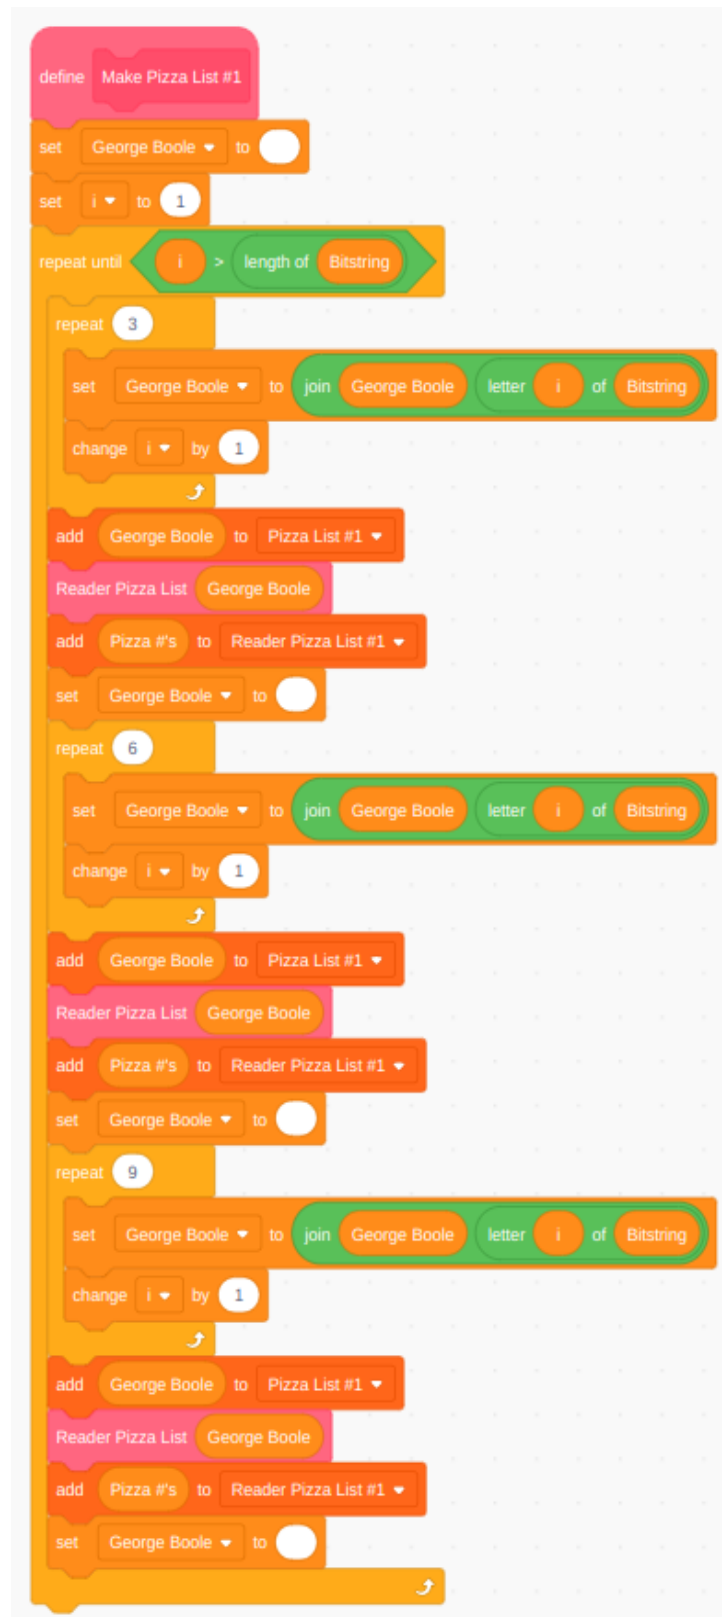 define Make Pizza List #1
set George Boole to
set i to 1
repeat until i > length of Bitstring
repeat 3
set George Boole to join George Boole letter i of Bitstring
change i by 1
add George Boole to Pizza List #1
Reader Pizza List George Boole
add Pizza #'s to Reader Pizza List #1
set George Boole to
repeat 6
set George Boole to join George Boole letter i of Bitstring
change i by 1
add George Boole to Pizza List #1
Reader Pizza List George Boole
add Pizza #'s to Reader Pizza List #1
set George Boole to
repeat 9
set George Boole to join George Boole letter i of Bitstring
change i by 1
add George Boole to Pizza List #1
Reader Pizza List George Boole
add Pizza #'s to Reader Pizza List #1
set George Boole to